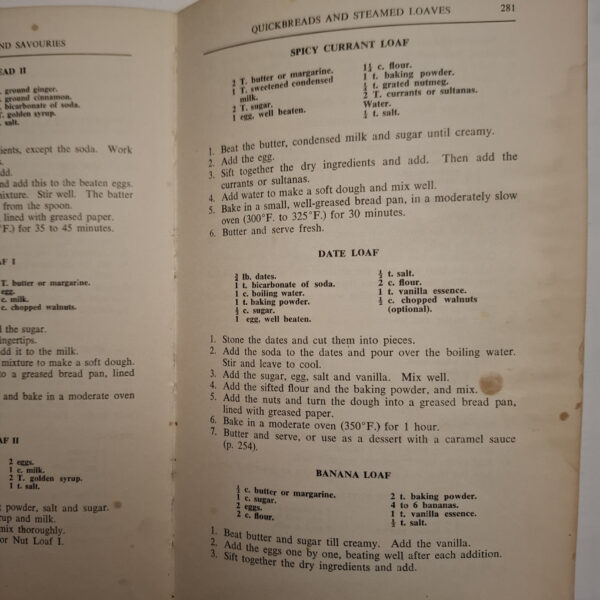 ND SAVOURIES
EAD II
ground ginger.
ground cinnamon.
bicarbonate of soda.
T. golden syrup.
salt.
ients, except the soda. Work
dd.
nd add this to the beaten eggs.
ixture. Stir well. The batter
from the spoon.
lined with greased paper.
°F.) for 35 to 45 minutes.
AF I
T. butter or margarine.
egg.
c. milk.
c. chopped walnuts.
d the sugar.
ngertips.
dd it to the milk.
mixture to make a soft dough.
to a greased bread pan, lined
and bake in a moderate oven
AF II
2 eggs.
1 c. milk.
2 T. golden syrup.
1 t. salt.
powder, salt and sugar.
rup and milk.
mix thoroughly.
or Nut Loaf I.
QUICKBREADS AND STEAMED LOAVES 281
SPICY CURRANT LOAF
2 T. butter or margarine.
1 T. sweetened condensed
milk.
2 T. sugar.
1 egg, well beaten.
1½ c. flour.
1 t. baking powder.
t. grated nutmeg.
2 T. currants or sultanas.
Water.
t. salt.
1. Beat the butter, condensed milk and sugar until creamy.
2. Add the egg.
3. Sift together the dry ingredients and add. Then add the
currants or sultanas.
4. Add water to make a soft dough and mix well.
5. Bake in a small, well-greased bread pan, in a moderately slow
oven (300°F. to 325°F.) for 30 minutes.
6. Butter and serve fresh.
DATE LOAF
lb. dates.
1 t. bicarbonate of soda.
1 c. boiling water.
1 t. baking powder.
c. sugar.
1 egg, well beaten.
t. salt.
2 c. flour.
1 t. vanilla essence.
c. chopped walnuts
(optional).
1. Stone the dates and cut them into pieces.
2. Add the soda to the dates and pour over the boiling water.
Stir and leave to cool.
3. Add the sugar, egg, salt and vanilla. Mix well.
4. Add the sifted flour and the baking powder, and mix.
5. Add the nuts and turn the dough into a greased bread pan,
lined with greased paper.
6. Bake in a moderate oven (350°F.) for 1 hour.
7. Butter and serve, or use as a dessert with a caramel sauce
(p. 254).
BANANA LOAF
c. butter or margarine.
1 c. sugar.
2 eggs.
2 c. flour.
2 t. baking powder.
4 to 6 bananas.
1 t. vanilla essence.
t. salt.
1. Beat butter and sugar till creamy. Add the vanilla.
2. Add the eggs one by one, beating well after each addition.
3. Sift together the dry ingredients and add.